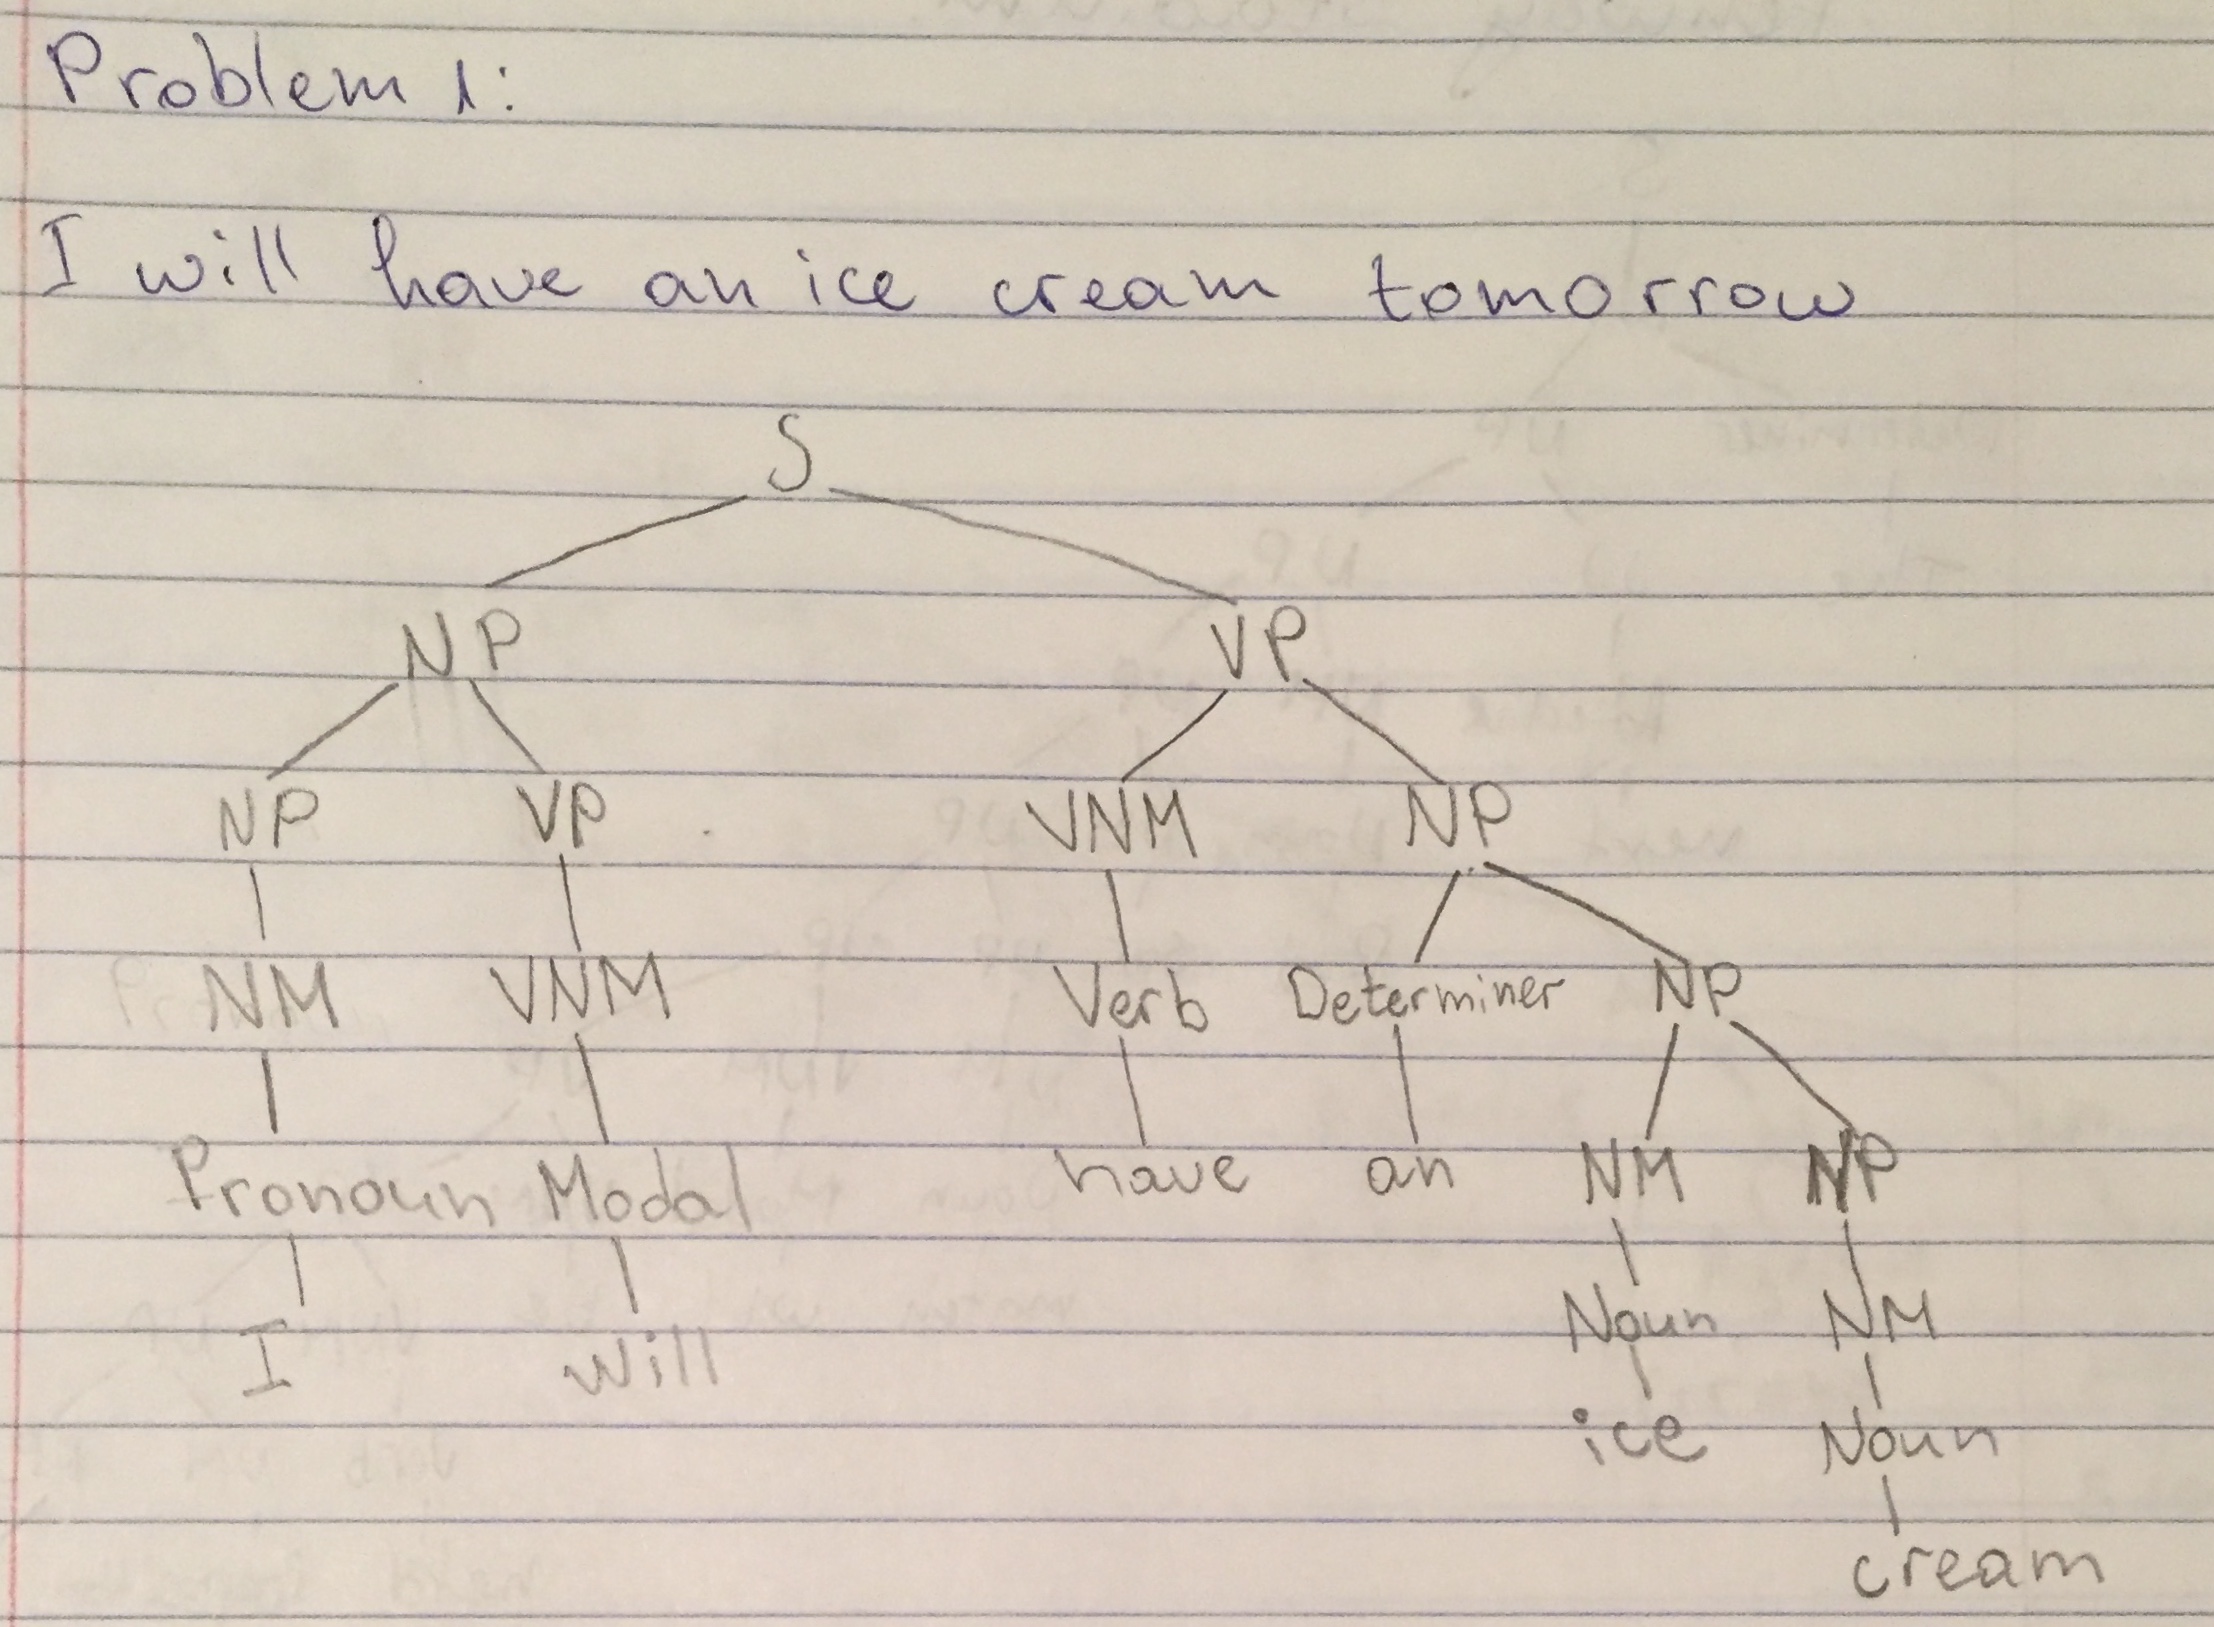 Problem 1:
I will have an ice cream tomorrow
S
NP VP
NP VP VNM NP
NM VNM Verb Determiner NP
Pronoun Modal have an NM NP
I will Noun NM
ice Noun
cream